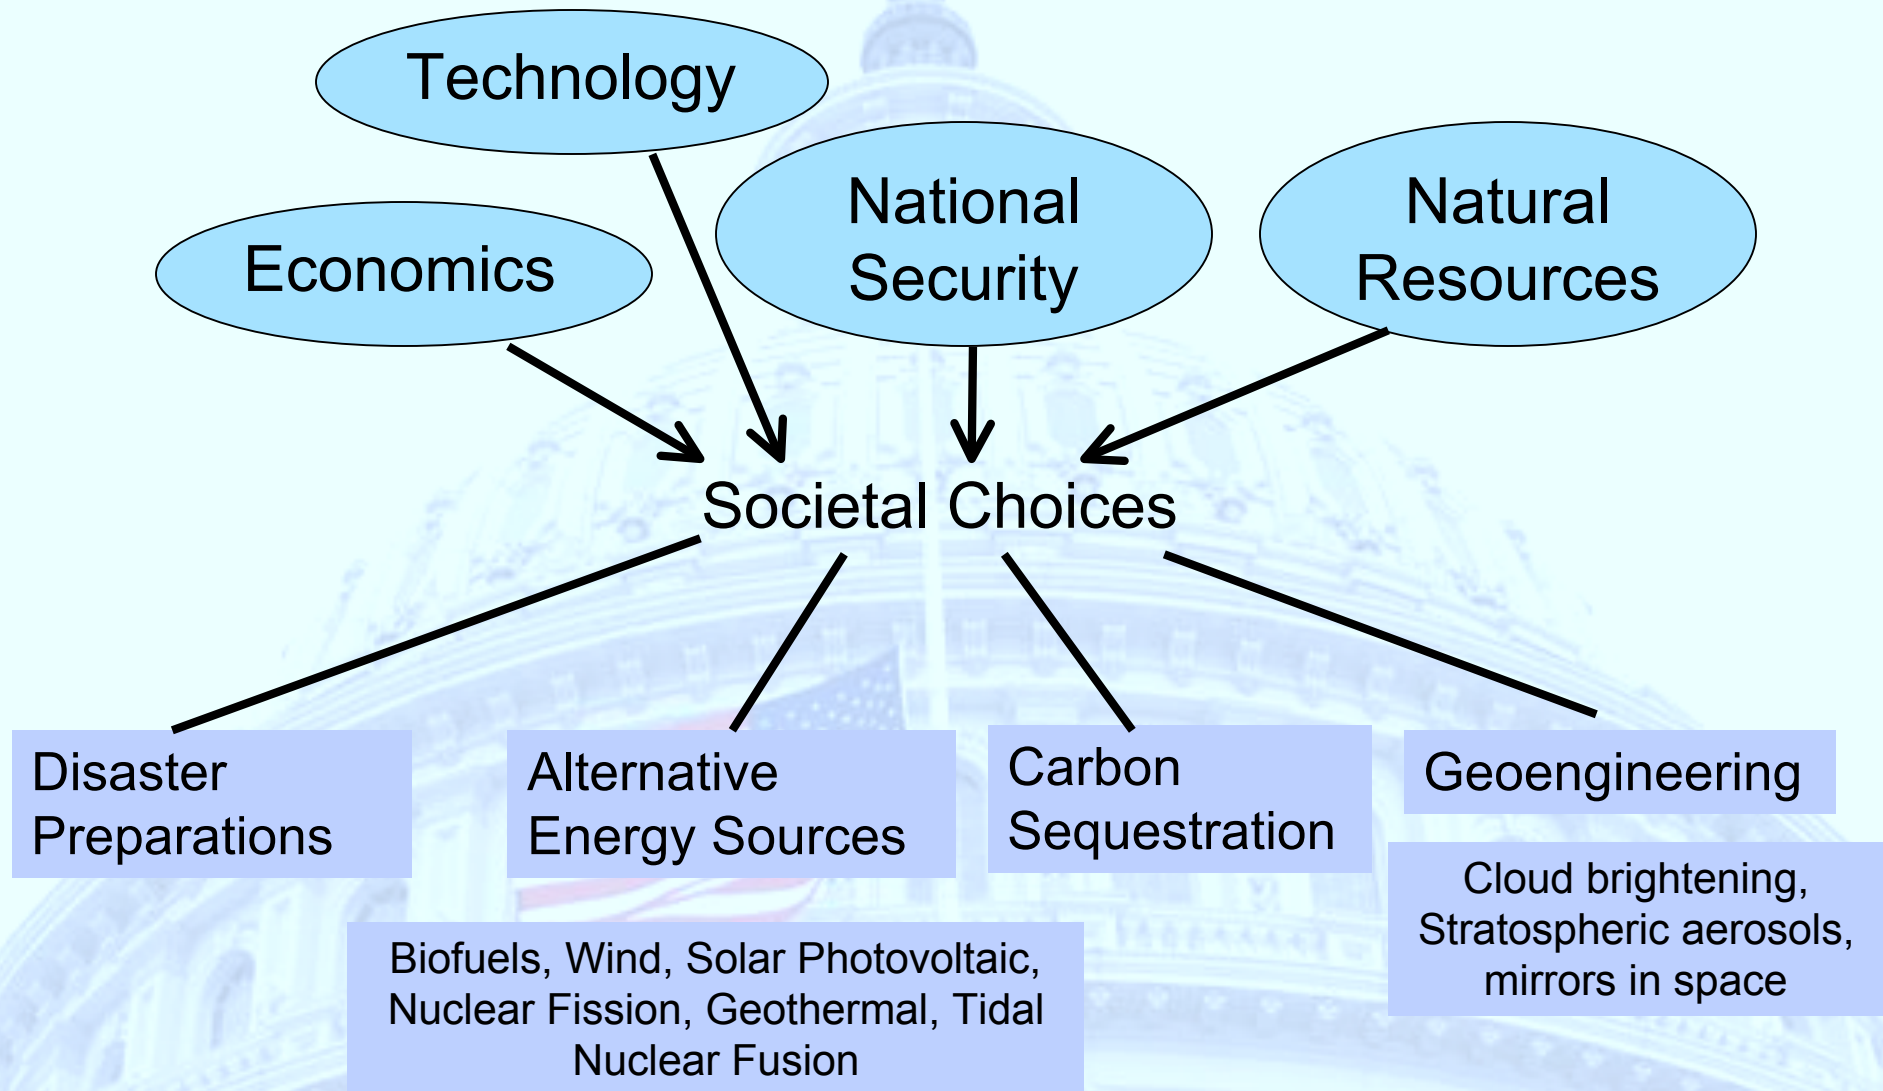 Technology
National
Security
Natural
Resources
Economics
Societal Choices
Disaster
Preparations
Alternative
Energy Sources
Carbon
Sequestration
Geoengineering
Cloud brightening,
Stratospheric aerosols,
mirrors in space
Biofuels, Wind, Solar Photovoltaic,
Nuclear Fission, Geothermal, Tidal
Nuclear Fusion